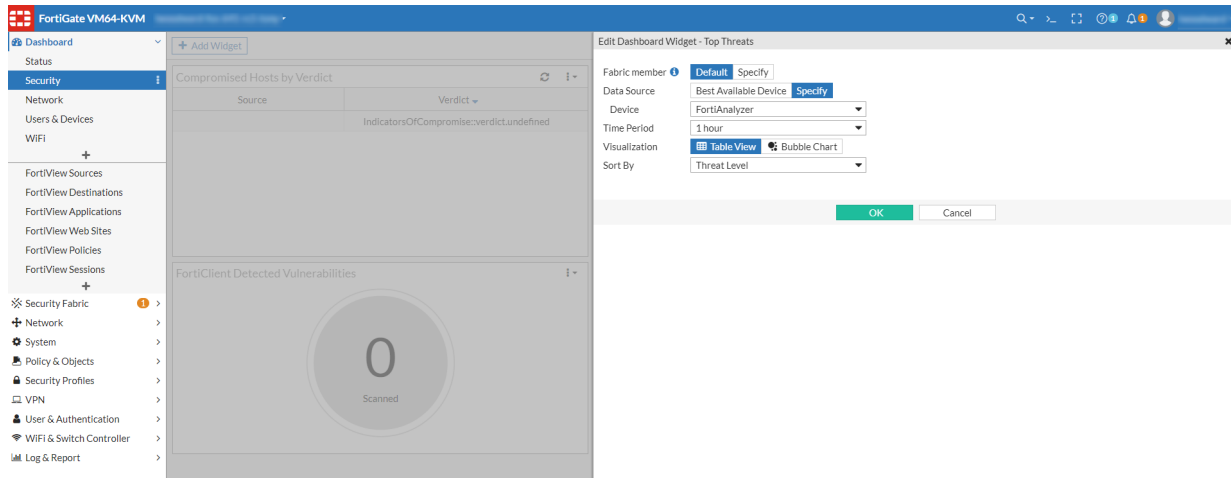 FortiGate VM64-KVM
1
1
Dashboard
Status
Security
Network
Users & Devices
WiFi
+
FortiView Sources
FortiView Destinations
FortiView Applications
FortiView Web Sites
FortiView Policies
FortiView Sessions
+
Security Fabric 1
Network
System
Policy & Objects
Security Profiles
VPN
User & Authentication
WiFi & Switch Controller
Log & Report
+ Add Widget
Compromised Hosts by Verdict
Source Verdict
IndicatorsOfCompromise::verdict.undefined
FortiClient Detected Vulnerabilities
0
Scanned
Edit Dashboard Widget - Top Threats
Fabric member Default Specify
Data Source Best Available Device Specify
Device FortiAnalyzer
Time Period 1 hour
Visualization Table View Bubble Chart
Sort By Threat Level
OK Cancel